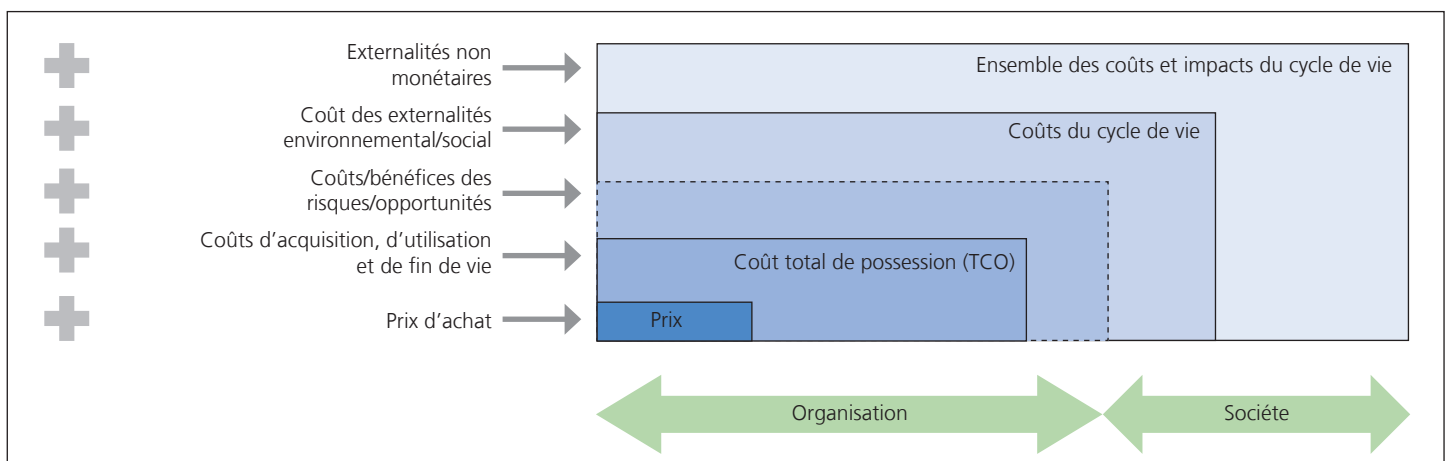 Externalités non
monétaires
Ensemble des coûts et impacts du cycle de vie
Coût des externalités
environnemental/social
Coûts du cycle de vie
Coûts/bénéfices des
risques/opportunités
Coûts d’acquisition, d’utilisation
et de fin de vie
Coût total de possession (TCO)
Prix d’achat
Prix
Organisation
Sociéte